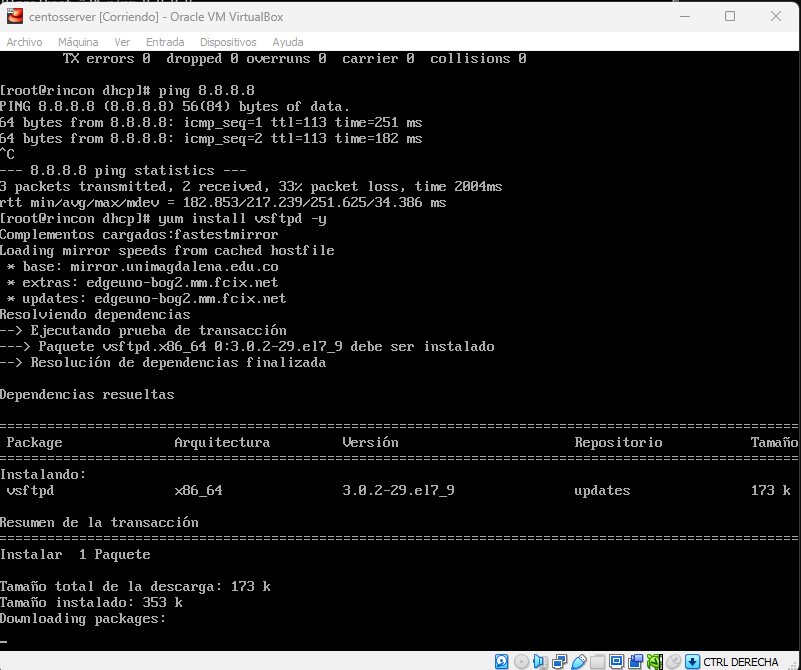 centosserver [Corriendo] - Oracle VM VirtualBox
Archivo Máquina Ver Entrada Dispositivos Ayuda
TX errors 0 dropped 0 overruns 0 carrier 0 collisions 0
[root@rincon dhcp]# ping 8.8.8.8
PING 8.8.8.8 (8.8.8.8) 56(84) bytes of data.
64 bytes from 8.8.8.8: icmp_seq=1 ttl=113 time=251 ms
64 bytes from 8.8.8.8: icmp_seq=2 ttl=113 time=182 ms
^C
--- 8.8.8.8 ping statistics ---
3 packets transmitted, 2 received, 33% packet loss, time 2004ms
rtt min/avg/max/mdev = 182.853/217.239/251.625/34.386 ms
[root@rincon dhcp]# yum install vsftpd -y
Complementos cargados:fastestmirror
Loading mirror speeds from cached hostfile
* base: mirror.unimagdalena.edu.co
* extras: edgeuno-bog2.mm.fcix.net
* updates: edgeuno-bog2.mm.fcix.net
Resolviendo dependencias
--> Ejecutando prueba de transacción
---> Paquete vsftpd.x86_64 0:3.0.2-29.el7_9 debe ser instalado
--> Resolución de dependencias finalizada
Dependencias resueltas
================================================================================
Package Arquitectura Versión Repositorio Tamaño
================================================================================
Instalando:
vsftpd x86_64 3.0.2-29.el7_9 updates 173 k
Resumen de la transacción
================================================================================
Instalar 1 Paquete
Tamaño total de la descarga: 173 k
Tamaño instalado: 353 k
Downloading packages:
_
CTRL DERECHA